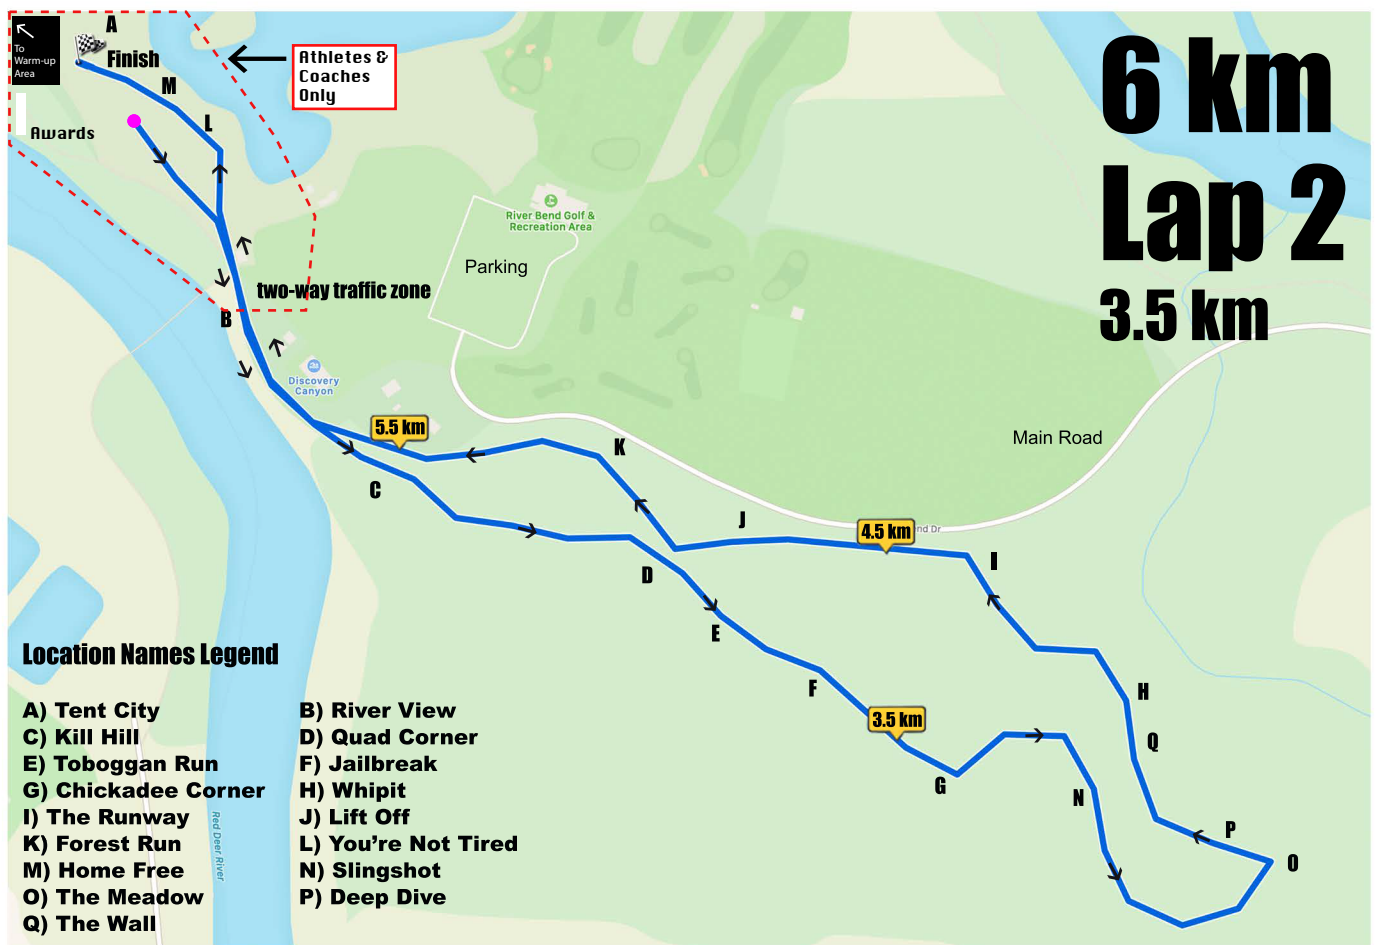 To
Warm-up
Area
A
Finish
M
L
Awards
Athletes &
Coaches
Only
6 km
Lap 2
3.5 km
River Bend Golf &
Recreation Area
Parking
two-way traffic zone
B
Discovery
Canyon
5.5 km
K
Main Road
C
J
4.5 km
nd Dr
I
D
E
F
3.5 km
G
H
Q
N
P
O
Red Deer River
Location Names Legend
A) Tent City
B) River View
C) Kill Hill
D) Quad Corner
E) Toboggan Run
F) Jailbreak
G) Chickadee Corner
H) Whipit
I) The Runway
J) Lift Off
K) Forest Run
L) You're Not Tired
M) Home Free
N) Slingshot
O) The Meadow
P) Deep Dive
Q) The Wall